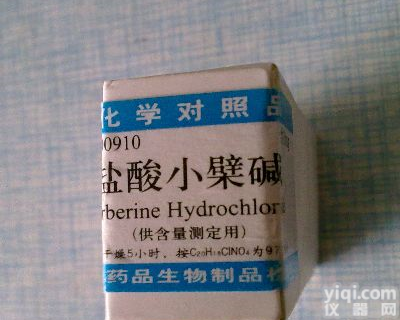 化学对照品
0910
盐酸小檗碱
berine Hydrochlor
(供含量测定用)
干燥5小时，按C₂₀H₁₈ClNO₄为97
药品生物制品
yiqi.com
仪器网